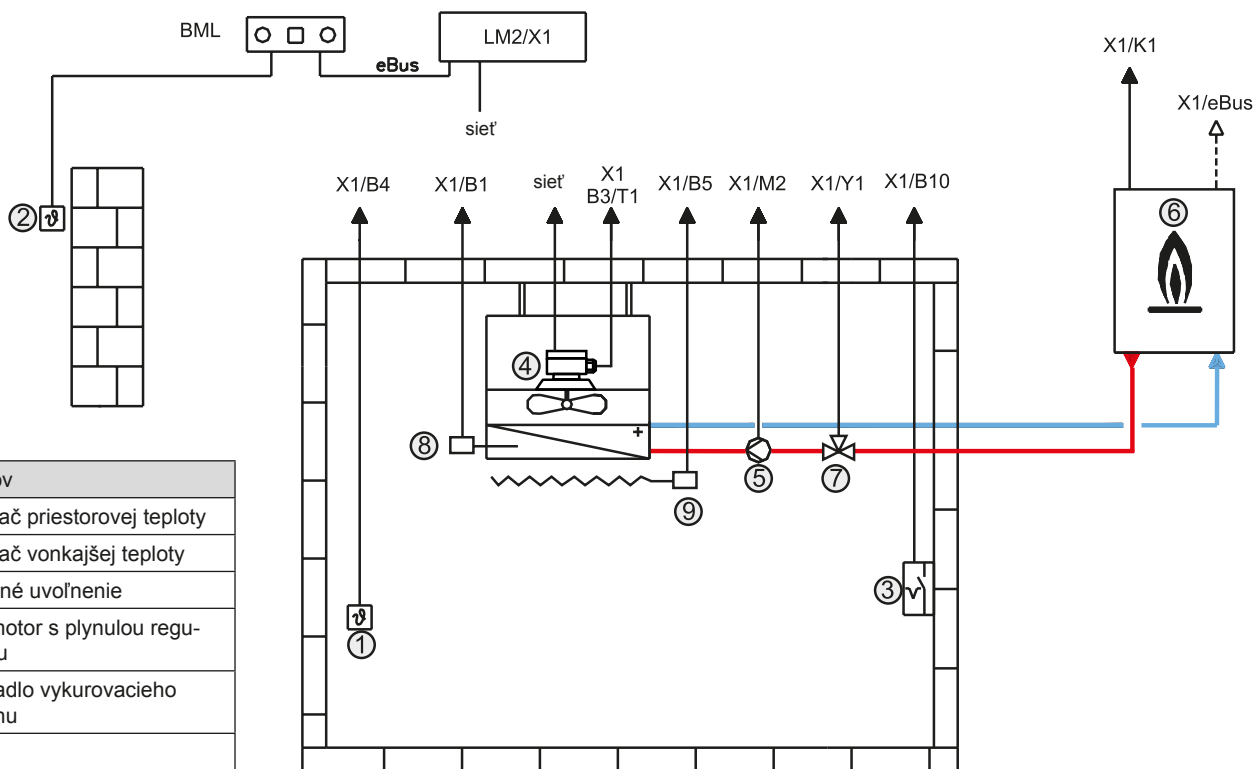 BML
LM2/X1
eBus
sieť
X1/K1
X1/eBus
X1/B4
X1/B1
sieť
X1
B3/T1
X1/B5
X1/M2
X1/Y1
X1/B10
2
6
4
8
5
7
9
3
1
ov
ač priestorovej teploty
ač vonkajšej teploty
né uvoľnenie
notor s plynulou regu-
u
adlo vykurovacieho
hu